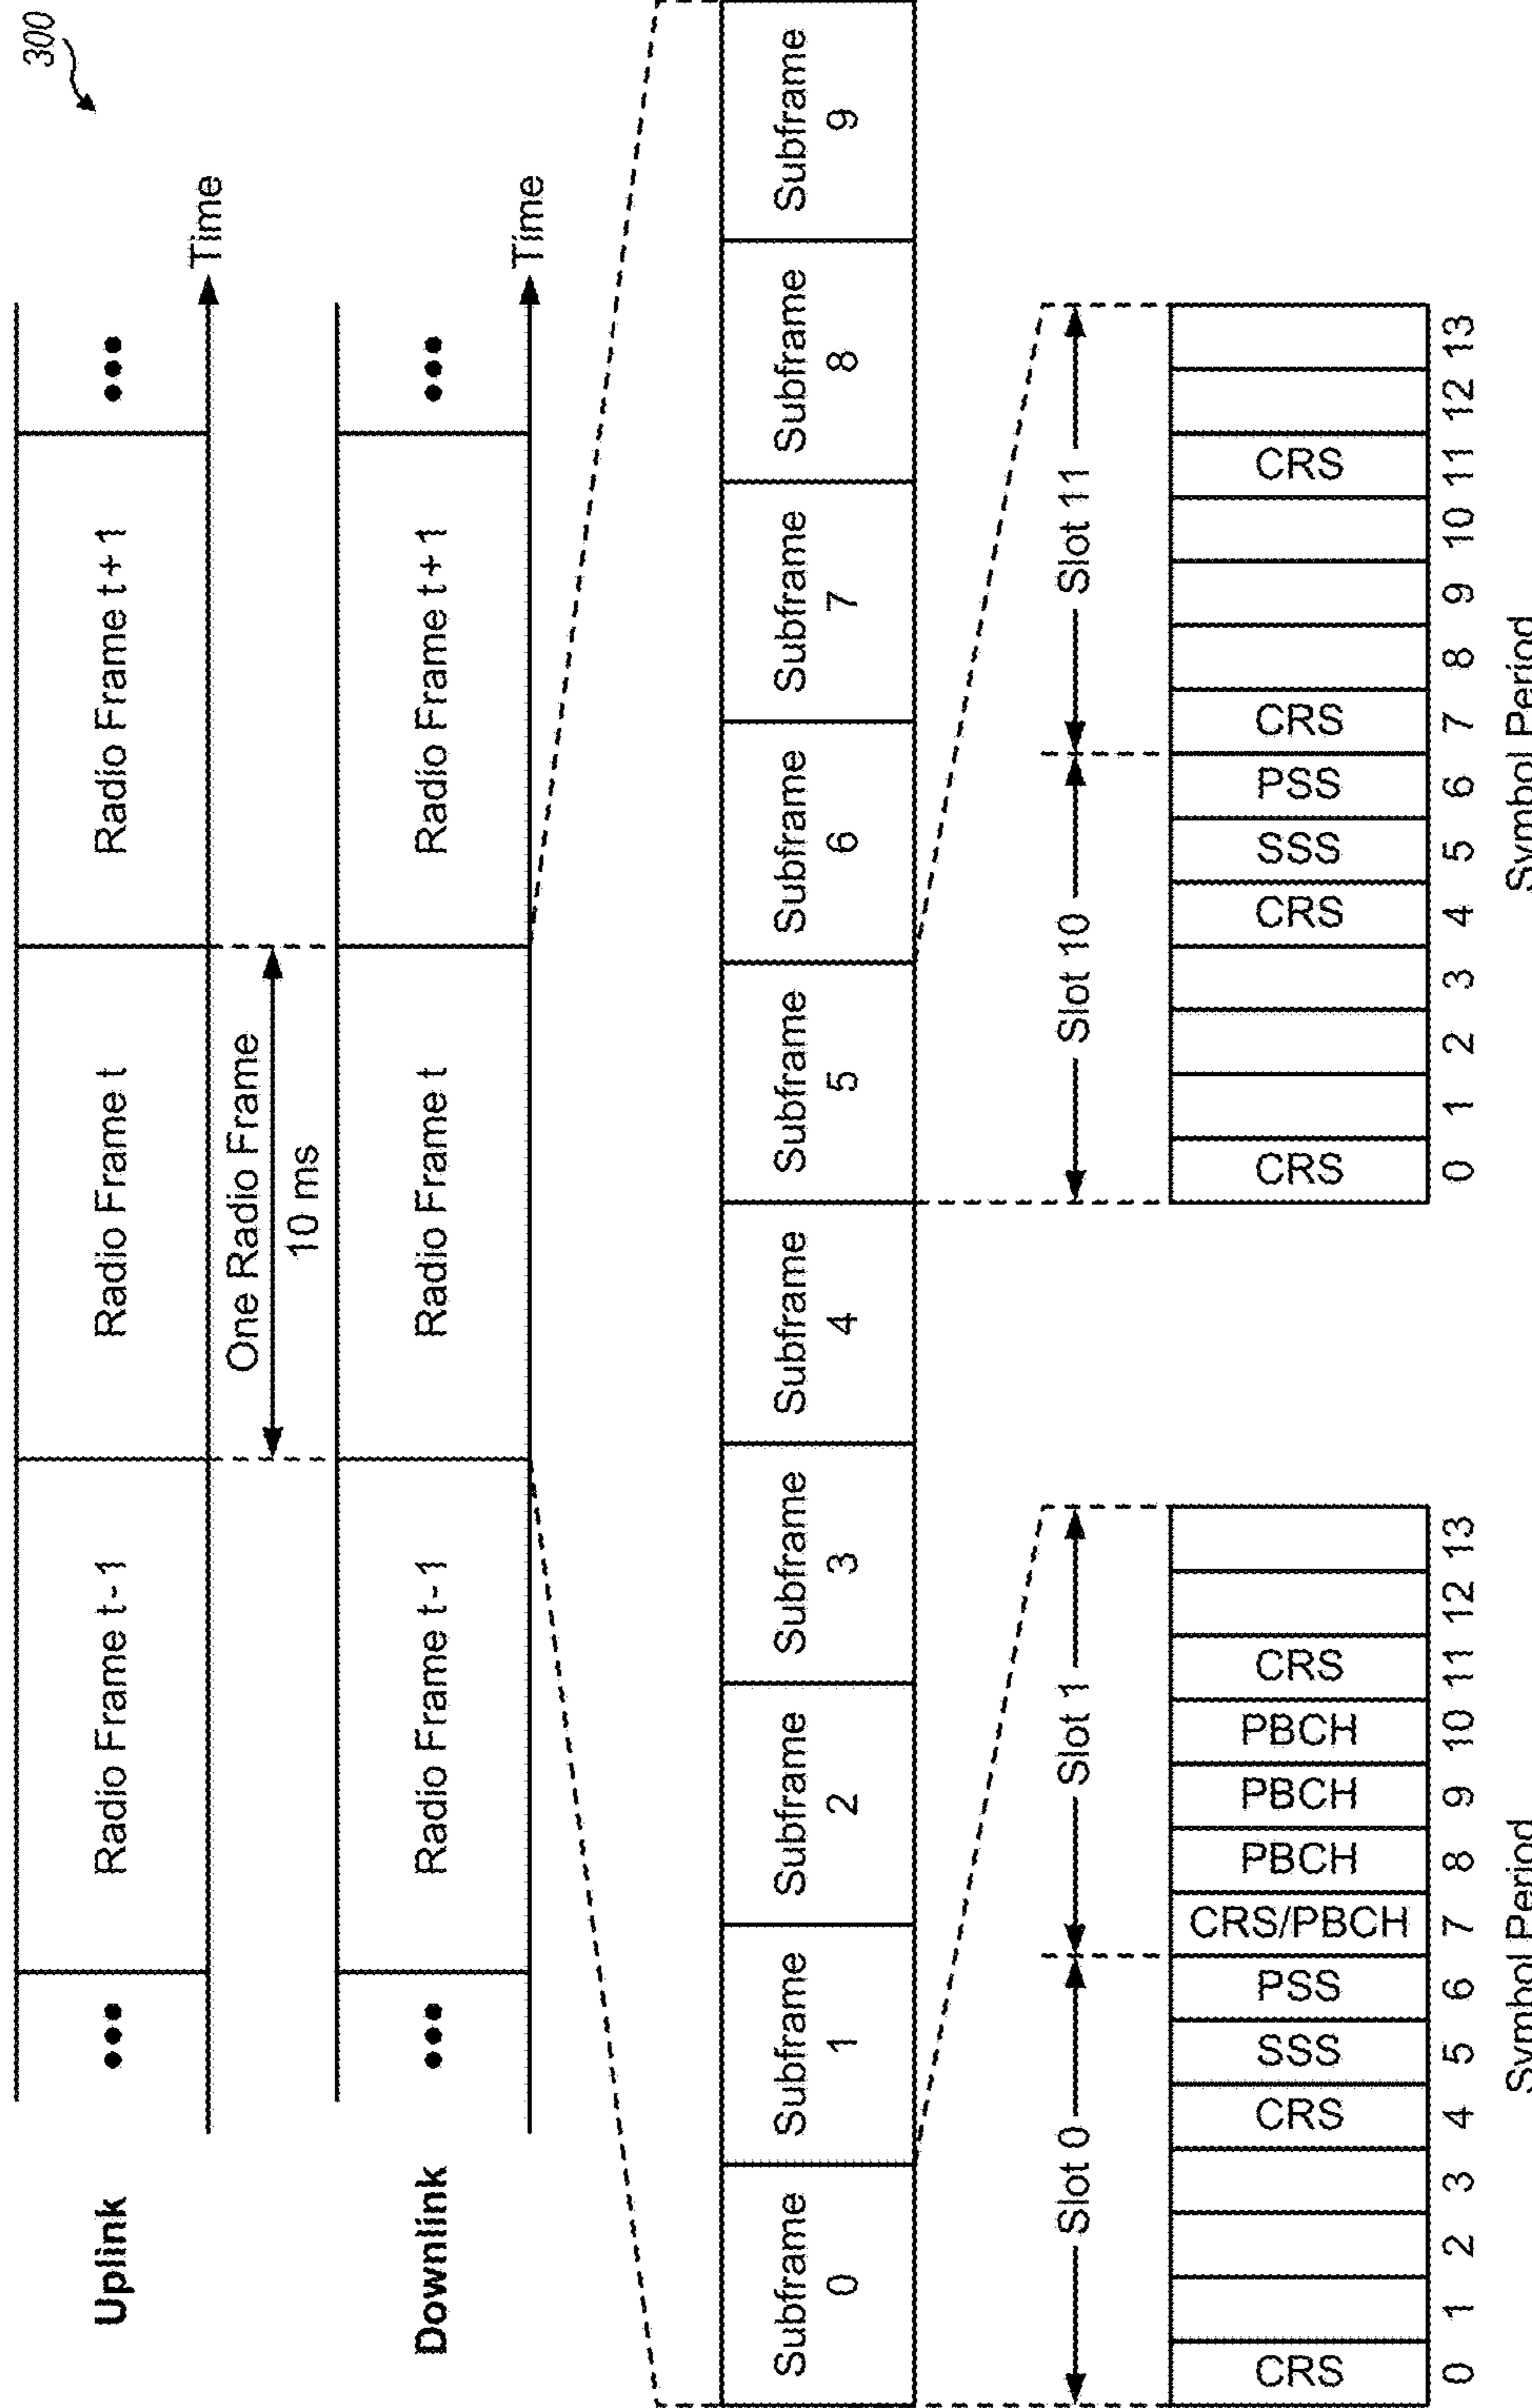 300
Uplink
Radio Frame t-1
Radio Frame t
Radio Frame t+1
Time
One Radio Frame
10 ms
Downlink
Radio Frame t-1
Radio Frame t
Radio Frame t+1
Time
Subframe 0
Subframe 1
Subframe 2
Subframe 3
Subframe 4
Subframe 5
Subframe 6
Subframe 7
Subframe 8
Subframe 9
Slot 0
Slot 1
Slot 10
Slot 11
CRS
CRS
SSS
PSS
CRS/PBCH
PBCH
PBCH
PBCH
CRS
0 1 2 3 4 5 6 7 8 9 10 11 12 13
Symbol Period
CRS
CRS
SSS
PSS
CRS
CRS
0 1 2 3 4 5 6 7 8 9 10 11 12 13
Symbol Period